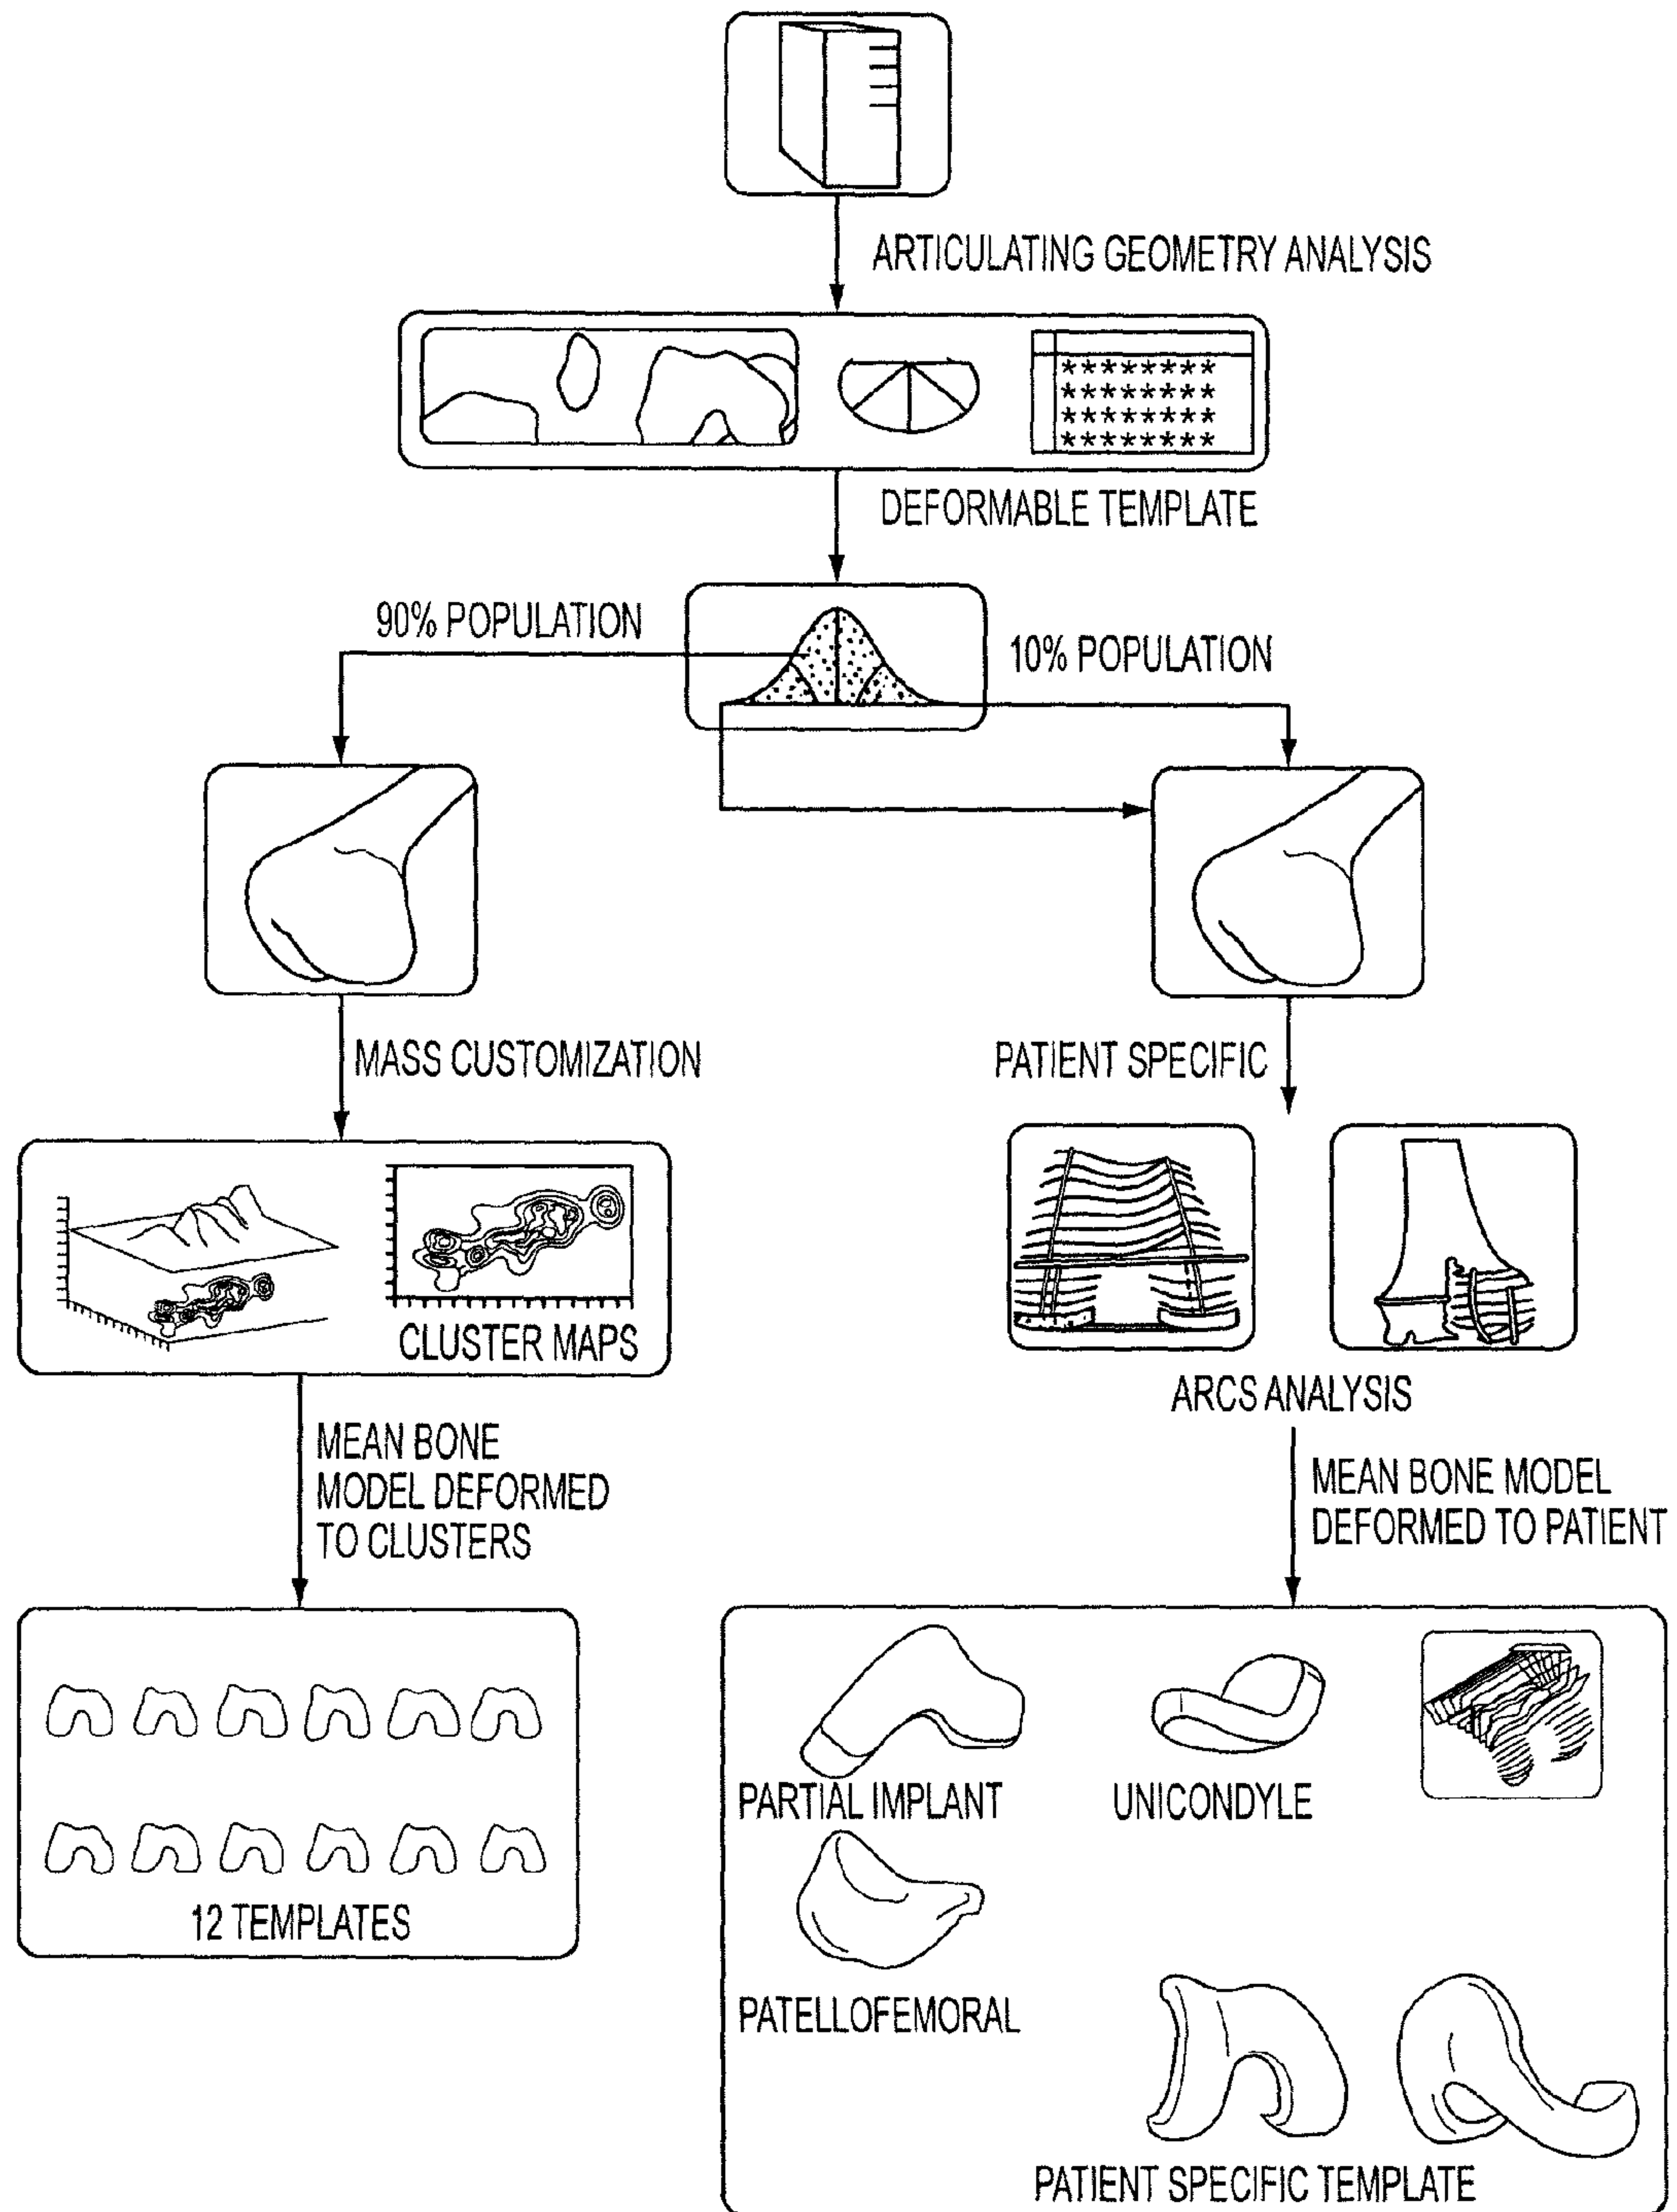 ARTICULATING GEOMETRY ANALYSIS
********
********
********
********
DEFORMABLE TEMPLATE
90% POPULATION
10% POPULATION
MASS CUSTOMIZATION
PATIENT SPECIFIC
CLUSTER MAPS
ARCS ANALYSIS
MEAN BONE
MODEL DEFORMED
TO CLUSTERS
MEAN BONE MODEL
DEFORMED TO PATIENT
12 TEMPLATES
PARTIAL IMPLANT
UNICONDYLE
PATELLOFEMORAL
PATIENT SPECIFIC TEMPLATE